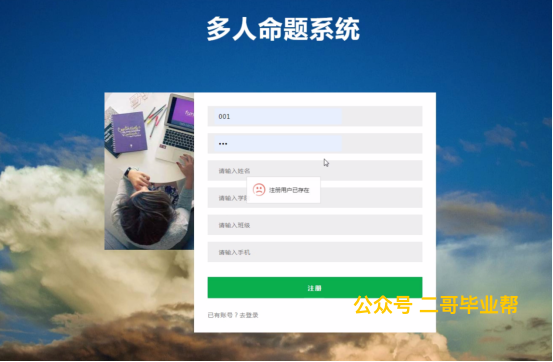 多人命题系统
001
•••
请输入姓名
注册用户已存在
请输入学
请输入班级
请输入手机
注册
公众号 二哥毕业帮
已有账号？去登录